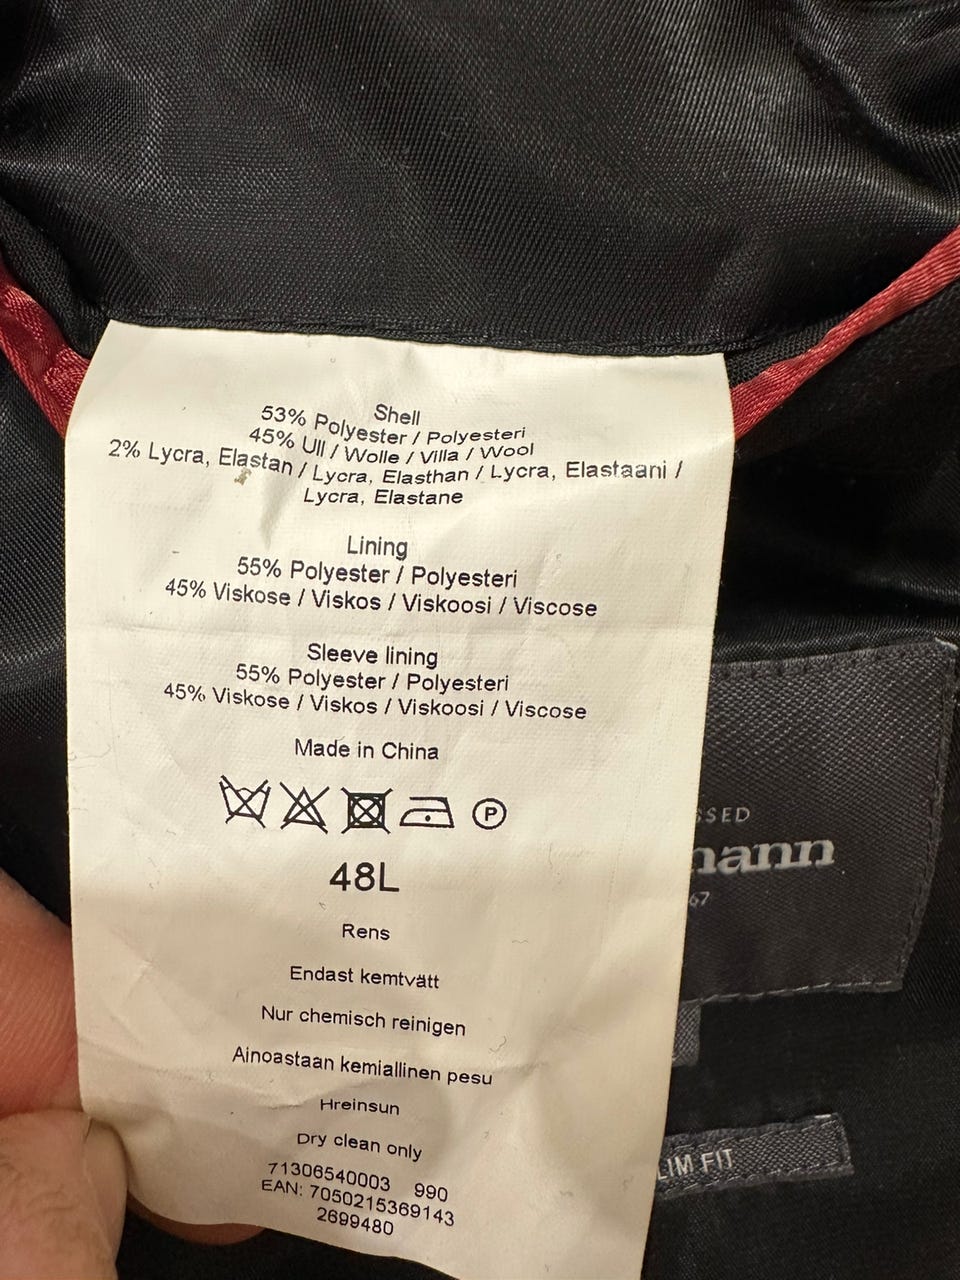 Shell
53% Polyester / Polyesteri
45% Ull / Wolle / Villa / Wool
2% Lycra, Elastan / Lycra, Elasthan / Lycra, Elastaani /
Lycra, Elastane
Lining
55% Polyester / Polyesteri
45% Viskose / Viskos / Viskoosi / Viscose
Sleeve lining
55% Polyester / Polyesteri
45% Viskose / Viskos / Viskoosi / Viscose
Made in China
P
48L
Rens
Endast kemtvätt
Nur chemisch reinigen
Ainoastaan kemiallinen pesu
Hreinsun
Dry clean only
71306540003 990
EAN: 7050215369143
2699480
SSED
mann
67
LIM FIT